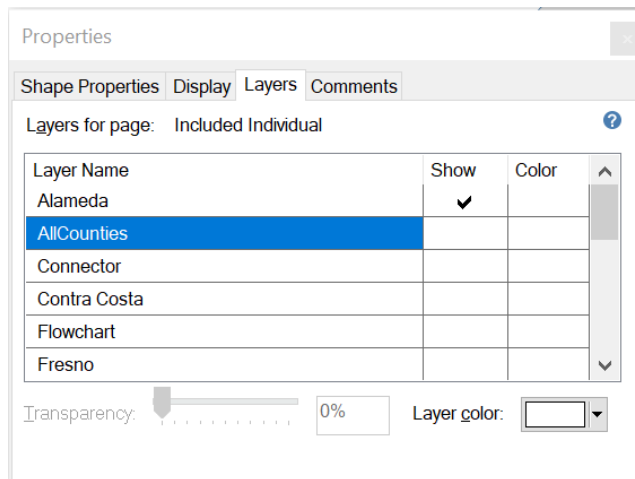 Properties
Shape Properties Display Layers Comments
Layers for page: Included Individual
?
Layer Name Show Color
Alameda
AllCounties
Connector
Contra Costa
Flowchart
Fresno
Transparency: 0% Layer color: